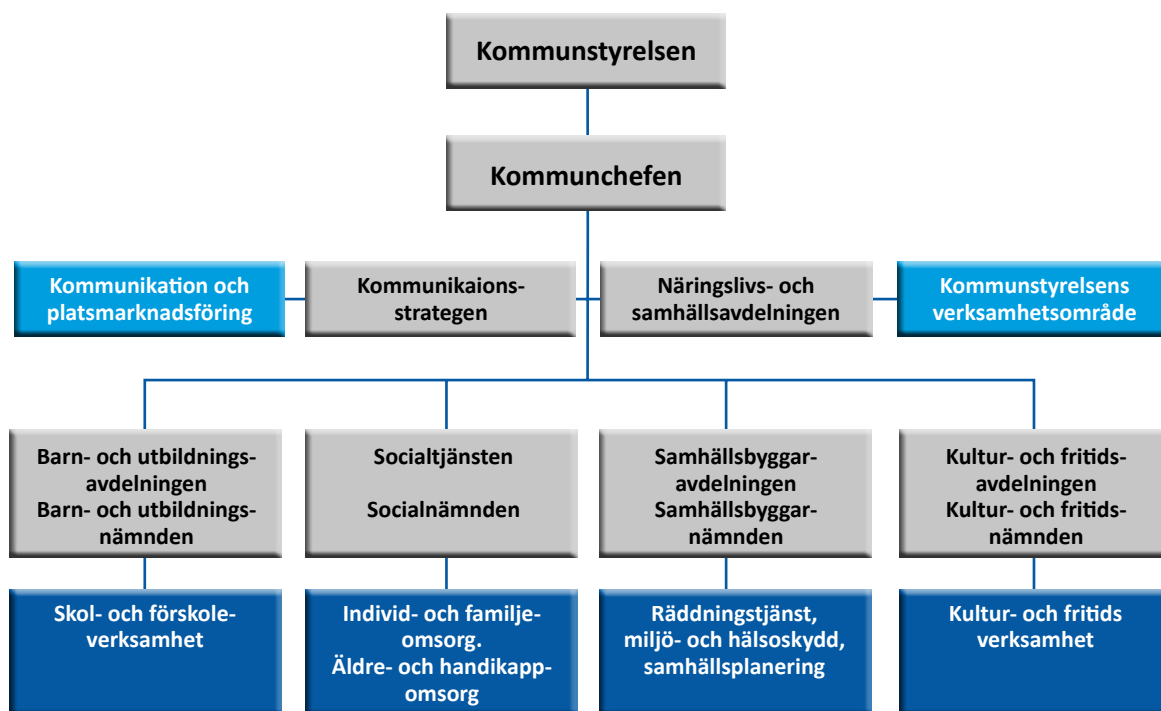 Kommunstyrelsen
Kommunchefen
Kommunikation och
platsmarknadsföring
Kommunikaions-
strategen
Näringslivs- och
samhällsavdelningen
Kommunstyrelsens
verksamhetsområde
Barn- och utbildnings-
avdelningen
Barn- och utbildnings-
nämnden
Socialtjänsten
Socialnämnden
Samhällsbyggar-
avdelningen
Samhällsbyggar-
nämnden
Kultur- och fritids-
avdelningen
Kultur- och fritids-
nämnden
Skol- och förskole-
verksamhet
Individ- och familje-
omsorg.
Äldre- och handikapp-
omsorg
Räddningstjänst,
miljö- och hälsoskydd,
samhällsplanering
Kultur- och fritids
verksamhet